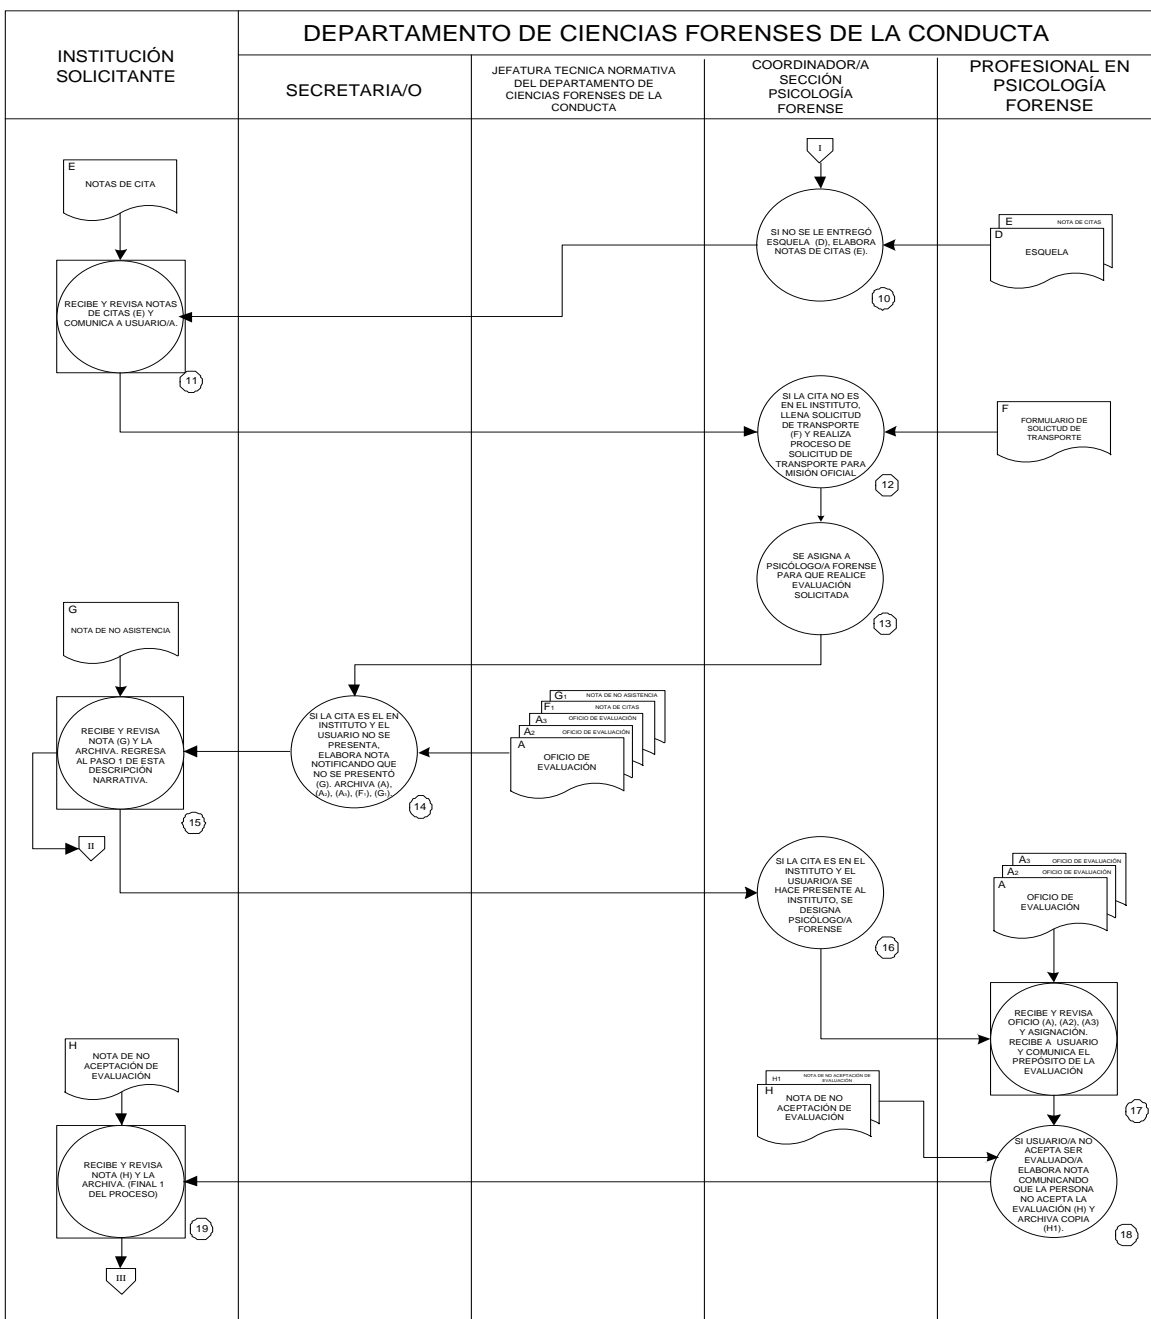 DEPARTAMENTO DE CIENCIAS FORENSES DE LA CONDUCTA
INSTITUCIÓN
SOLICITANTE
SECRETARIA/O
JEFATURA TECNICA NORMATIVA
DEL DEPARTAMENTO DE
CIENCIAS FORENSES DE LA
CONDUCTA
COORDINADOR/A
SECCIÓN
PSICOLOGÍA
FORENSE
PROFESIONAL EN
PSICOLOGÍA
FORENSE
I
E
NOTAS DE CITA
SI NO SE LE ENTREGÓ
ESQUELA (D), ELABORA
NOTAS DE CITAS (E).
10
E NOTA DE CITAS
D
ESQUELA
RECIBE Y REVISA NOTAS
DE CITAS (E) Y
COMUNICA A USUARIO/A.
11
SI LA CITA NO ES
EN EL INSTITUTO,
LLENA SOLICITUD
DE TRANSPORTE
(F) Y REALIZA
PROCESO DE
SOLICITUD DE
TRANSPORTE PARA
MISIÓN OFICIAL
12
F
FORMULARIO DE
SOLICTUD DE
TRANSPORTE
SE ASIGNA A
PSICÓLOGO/A FORENSE
PARA QUE REALICE
EVALUACIÓN
SOLICITADA
13
G
NOTA DE NO ASISTENCIA
RECIBE Y REVISA
NOTA (G) Y LA
ARCHIVA. REGRESA
AL PASO 1 DE ESTA
DESCRIPCIÓN
NARRATIVA.
15
II
SI LA CITA ES EL EN
INSTITUTO Y EL
USUARIO NO SE
PRESENTA,
ELABORA NOTA
NOTIFICANDO QUE
NO SE PRESENTÓ
(G). ARCHIVA (A),
(A2), (A3), (F1), (G1).
14
G1 NOTA DE NO ASISTENCIA
F1 NOTA DE CITAS
A3 OFICIO DE EVALUACIÓN
A2 OFICIO DE EVALUACIÓN
A
OFICIO DE
EVALUACIÓN
SI LA CITA ES EN EL
INSTITUTO Y EL
USUARIO/A SE
HACE PRESENTE AL
INSTITUTO, SE
DESIGNA
PSICÓLOGO/A
FORENSE
16
A3 OFICIO DE EVALUACIÓN
A2 OFICIO DE EVALUACIÓN
A
OFICIO DE
EVALUACIÓN
RECIBE Y REVISA
OFICIO (A), (A2), (A3)
Y ASIGNACIÓN.
RECIBE A USUARIO
Y COMUNICA EL
PREPÓSITO DE LA
EVALUACIÓN
17
H
NOTA DE NO
ACEPTACIÓN DE
EVALUACIÓN
H1 NOTA DE NO ACEPTACIÓN DE
EVALUACIÓN
H
NOTA DE NO
ACEPTACIÓN DE
EVALUACIÓN
SI USUARIO/A NO
ACEPTA SER
EVALUADO/A
ELABORA NOTA
COMUNICANDO
QUE LA PERSONA
NO ACEPTA LA
EVALUACIÓN (H) Y
ARCHIVA COPIA
(H1).
18
RECIBE Y REVISA
NOTA (H) Y LA
ARCHIVA. (FINAL 1
DEL PROCESO)
19
III